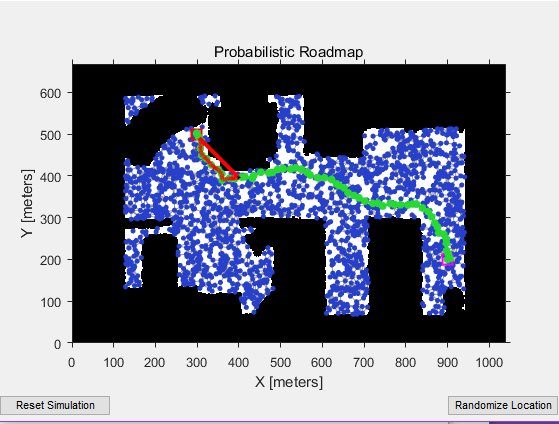 Probabilistic Roadmap
600
500
400
300
200
100
0
Y [meters]
0 100 200 300 400 500 600 700 800 900 1000
X [meters]
Reset Simulation
Randomize Location